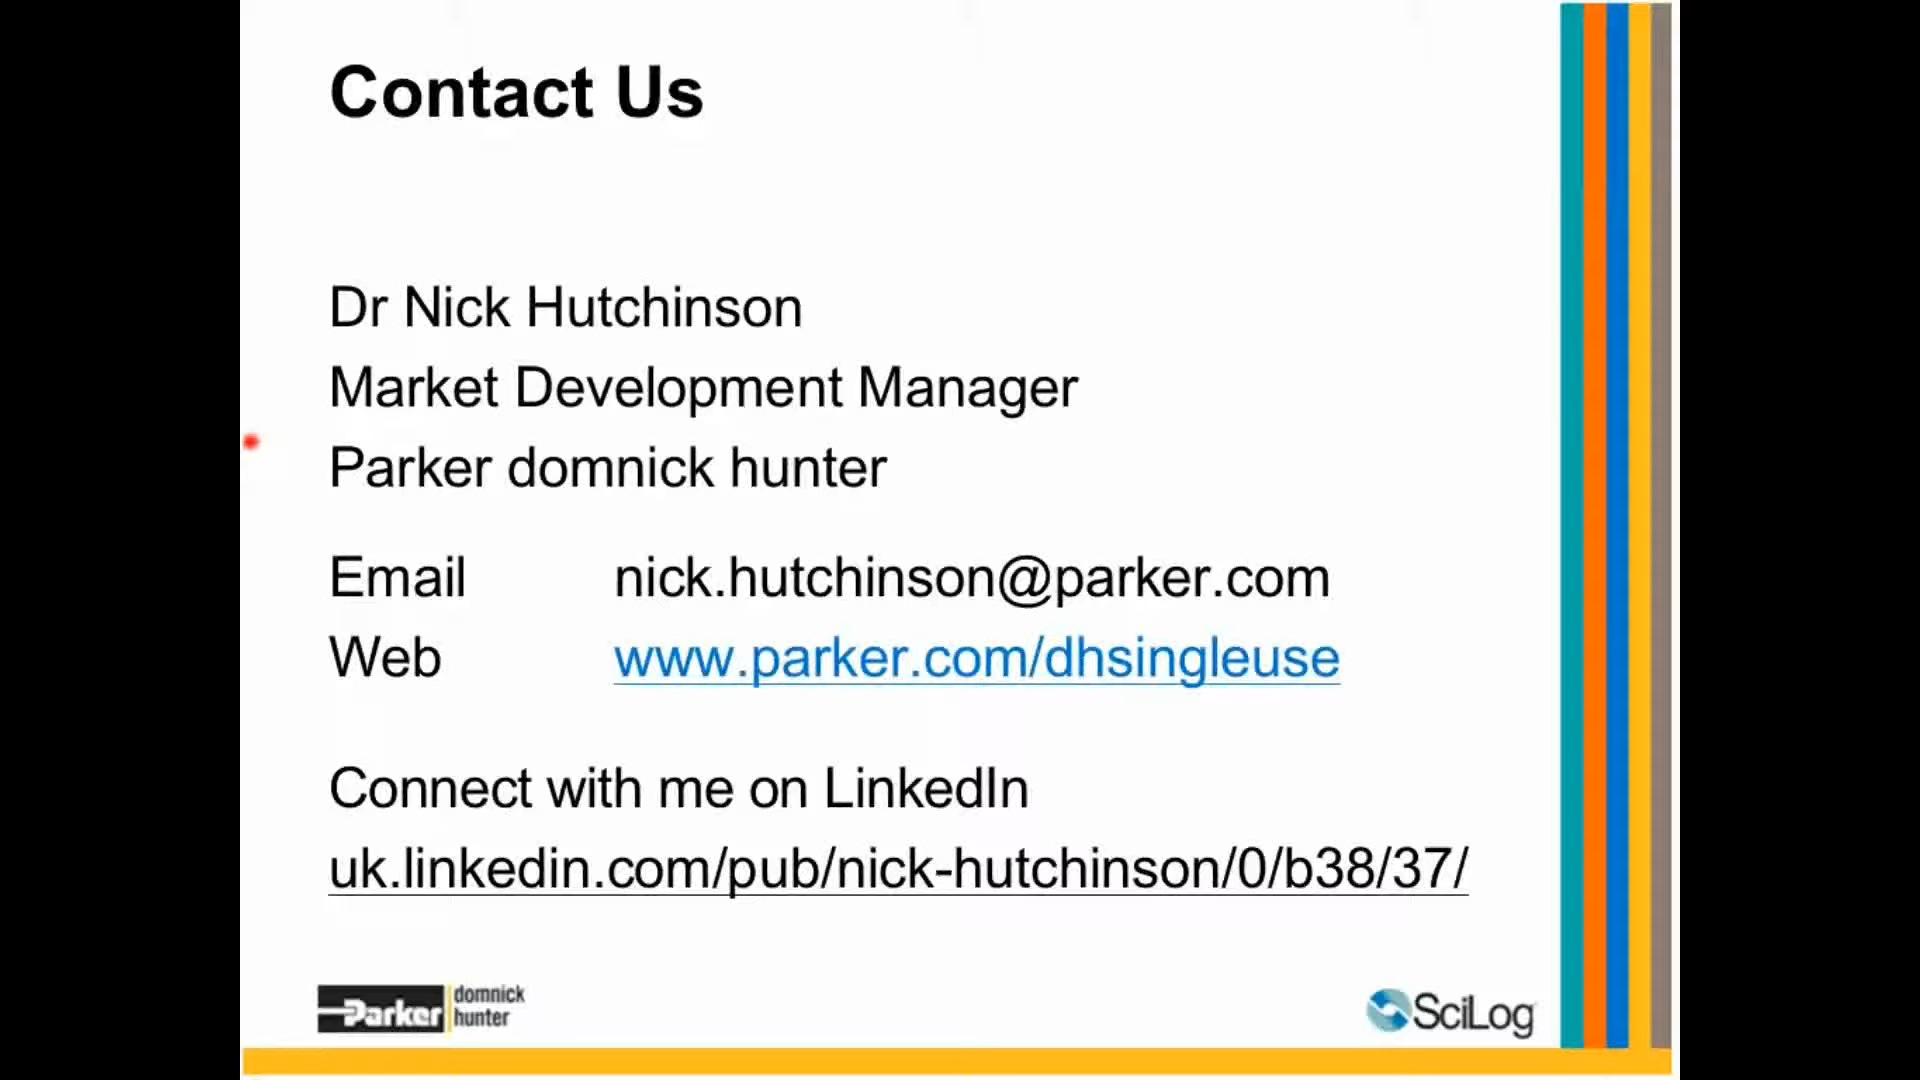 Contact Us
Dr Nick Hutchinson
Market Development Manager
Parker domnick hunter
Email nick.hutchinson@parker.com
Web www.parker.com/dhsingleuse
Connect with me on LinkedIn
uk.linkedin.com/pub/nick-hutchinson/0/b38/37/
Parker domnick hunter
SciLog